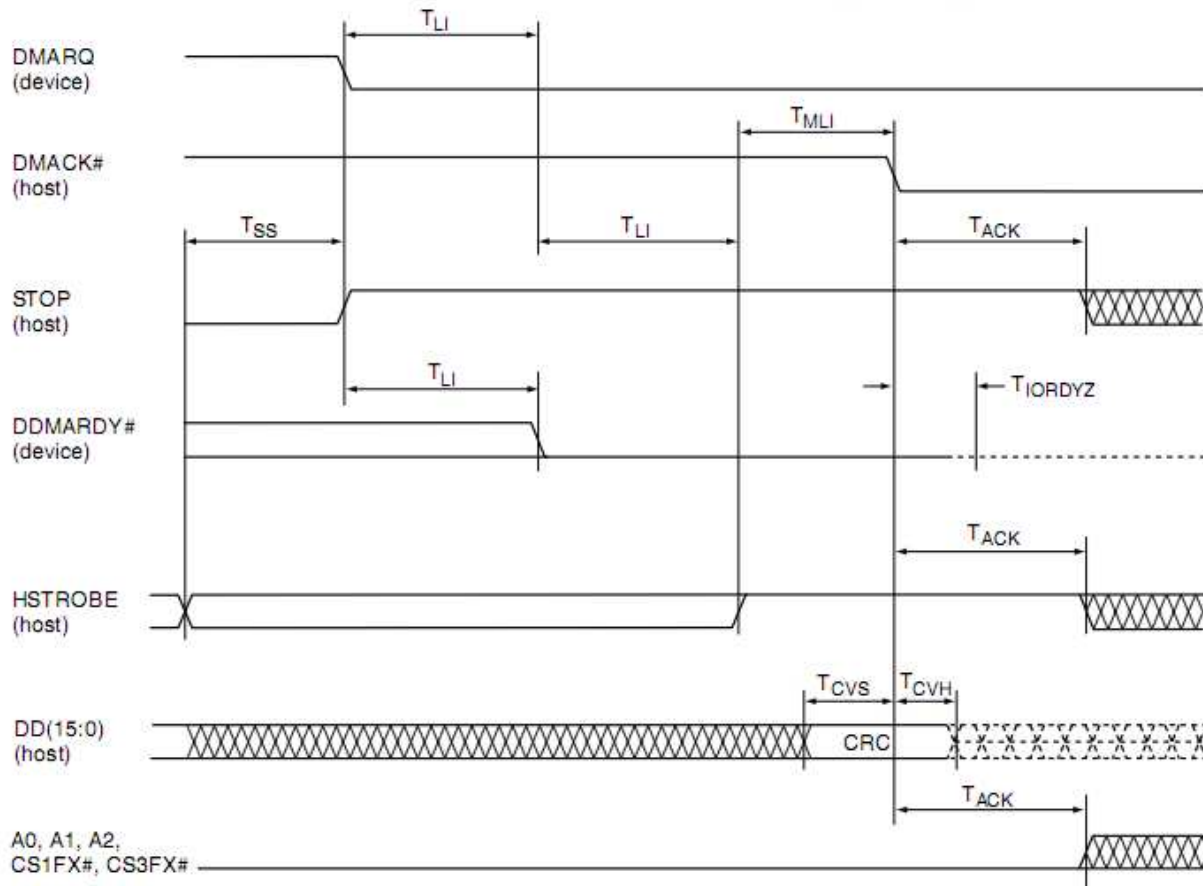 T_LI
DMARQ
(device)
T_MLI
DMACK#
(host)
T_SS T_LI T_ACK
STOP
(host)
T_LI T_IORDYZ
DDMARDY#
(device)
T_ACK
HSTROBE
(host)
T_CVS T_CVH
DD(15:0)
(host)
CRC
T_ACK
A0, A1, A2,
CS1FX#, CS3FX#